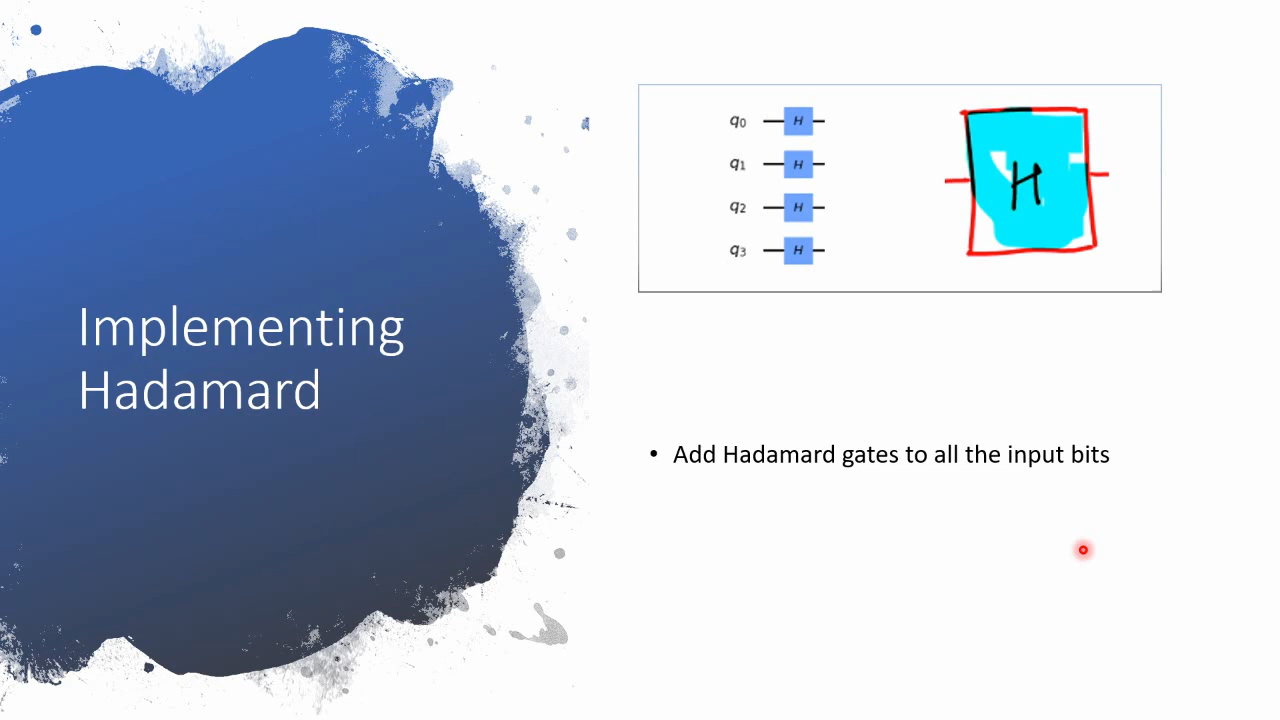 Implementing
Hadamard
q0 H
q1 H
q2 H
q3 H
H
• Add Hadamard gates to all the input bits